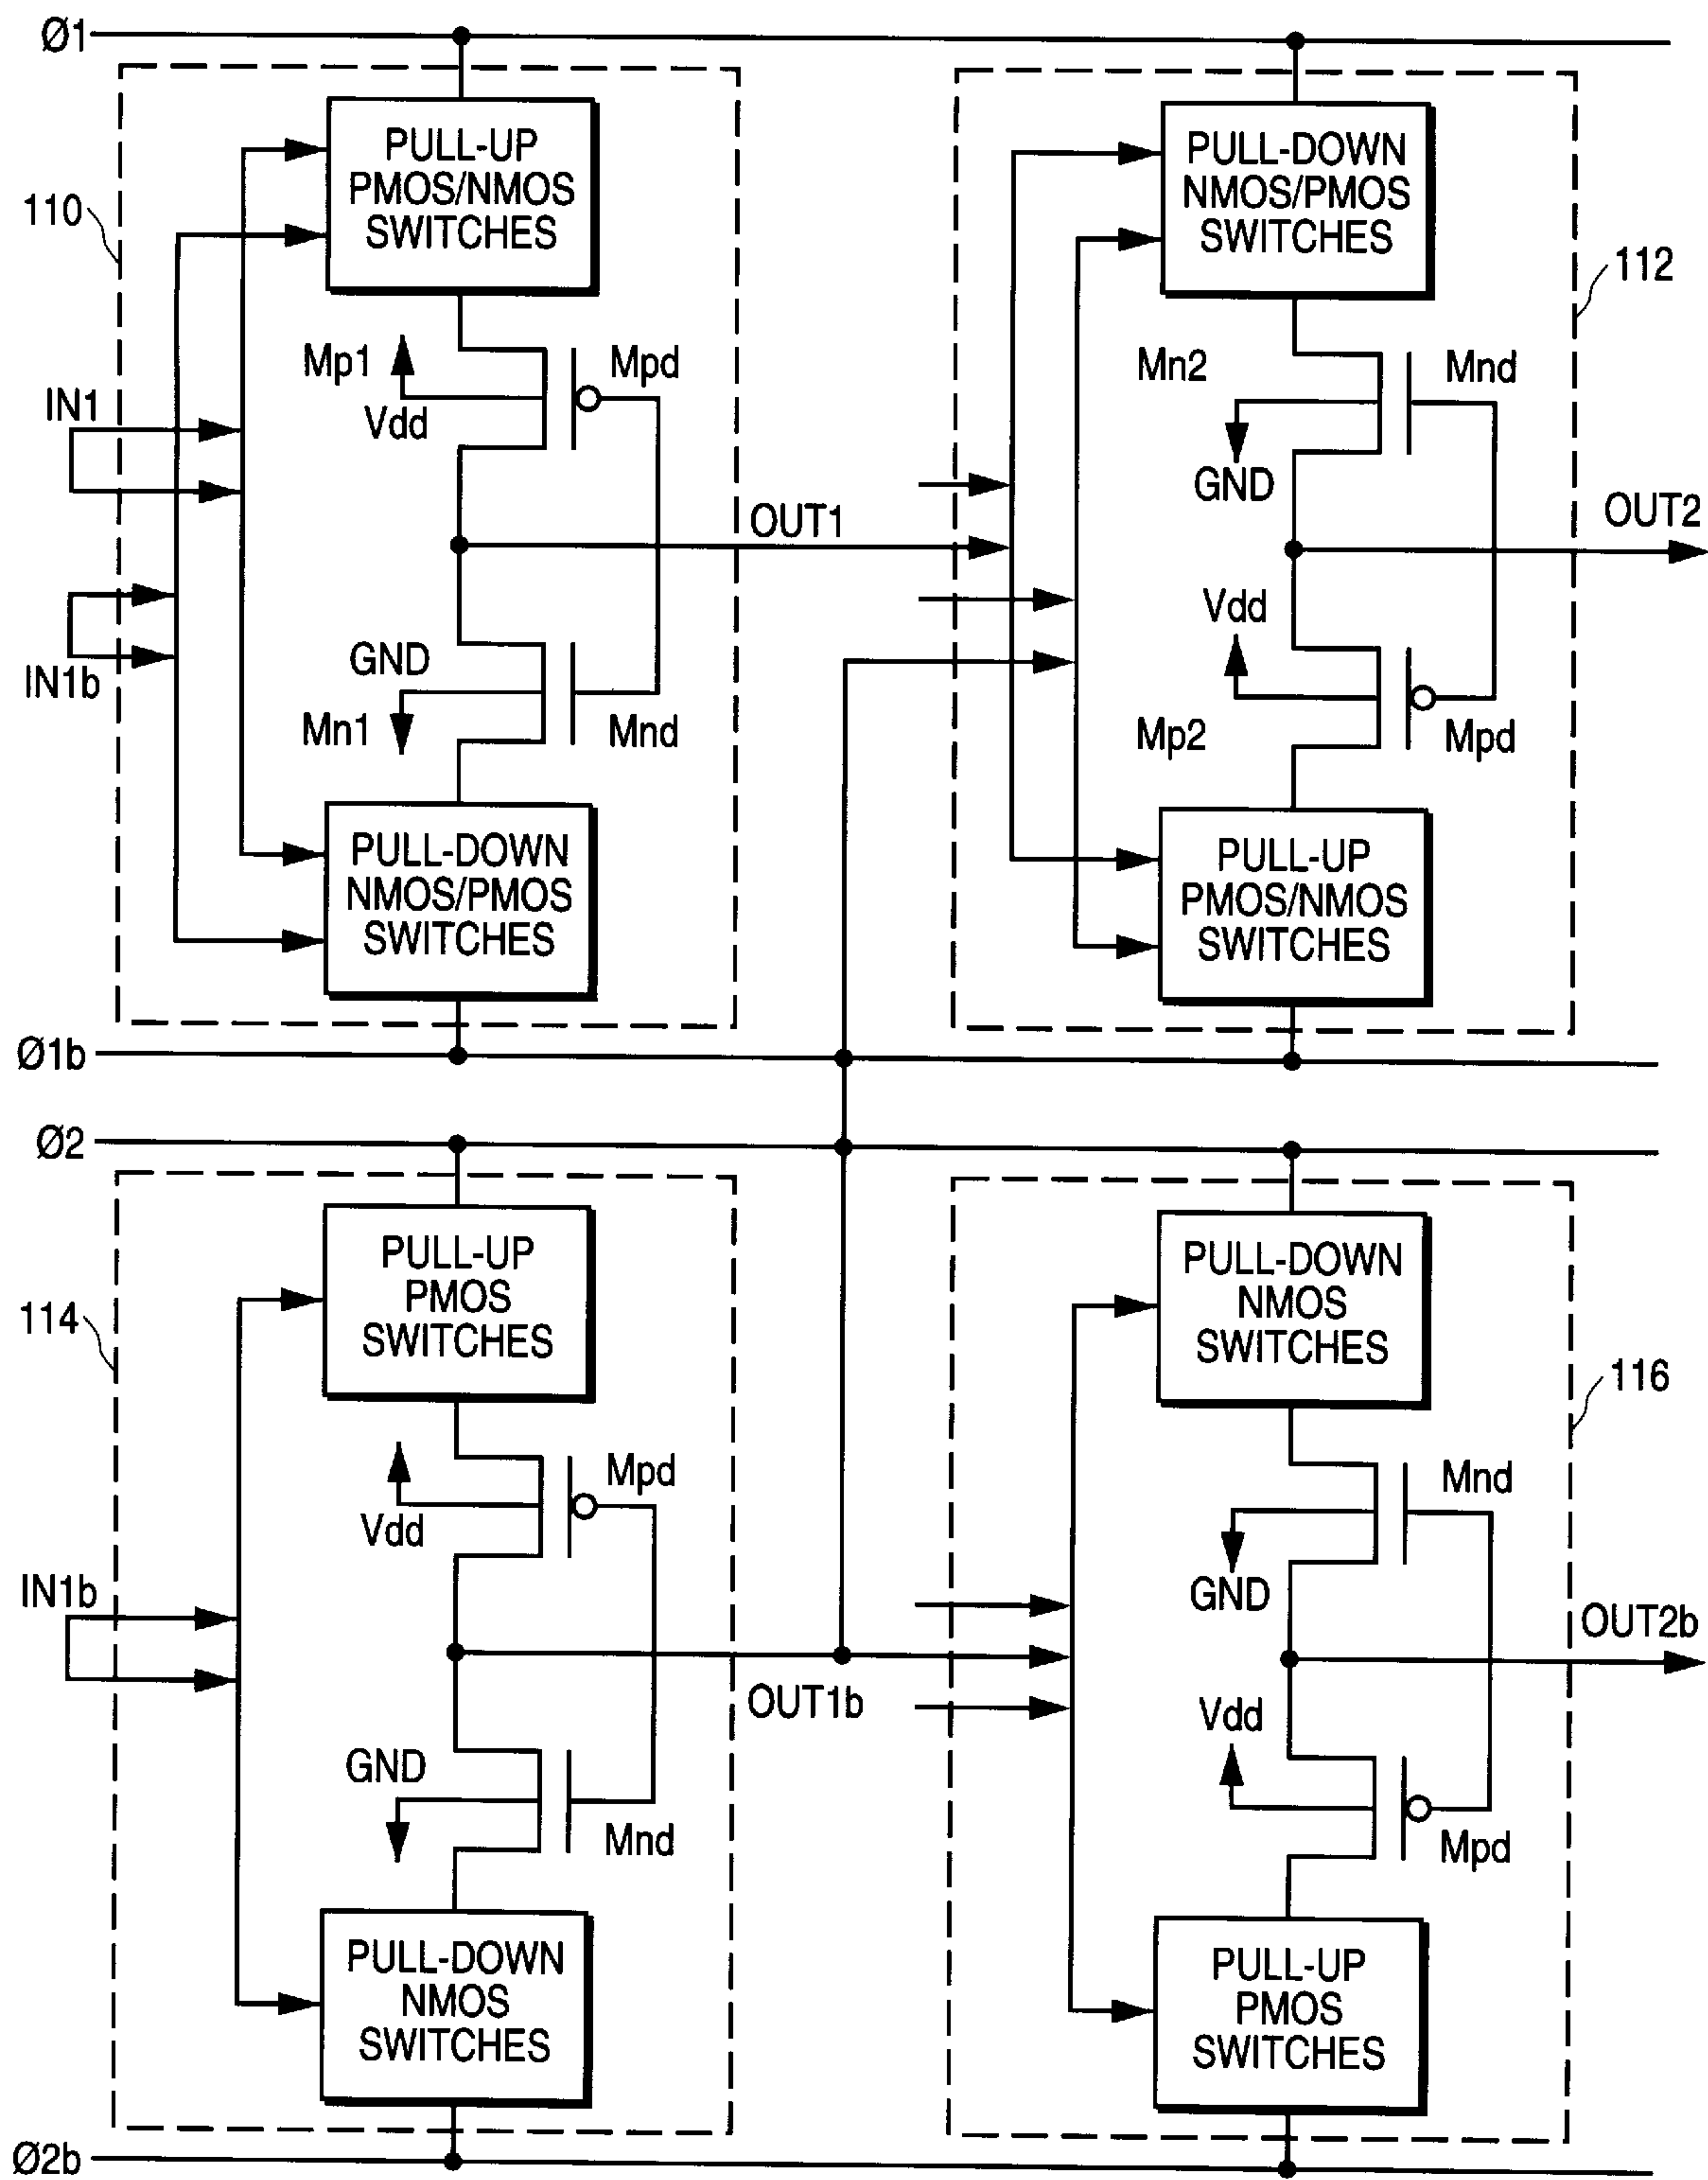 Ø1
PULL-UP
PMOS/NMOS
SWITCHES
PULL-DOWN
NMOS/PMOS
SWITCHES
110
112
Mp1
Mpd
Vdd
Mn2
Mnd
GND
IN1
OUT1
OUT2
IN1b
GND
Mn1
Mnd
Vdd
Mp2
Mpd
PULL-DOWN
NMOS/PMOS
SWITCHES
PULL-UP
PMOS/NMOS
SWITCHES
Ø1b
Ø2
PULL-UP
PMOS
SWITCHES
PULL-DOWN
NMOS
SWITCHES
114
116
Mpd
Vdd
Mnd
GND
IN1b
OUT1b
OUT2b
GND
Mnd
Vdd
Mpd
PULL-DOWN
NMOS
SWITCHES
PULL-UP
PMOS
SWITCHES
Ø2b